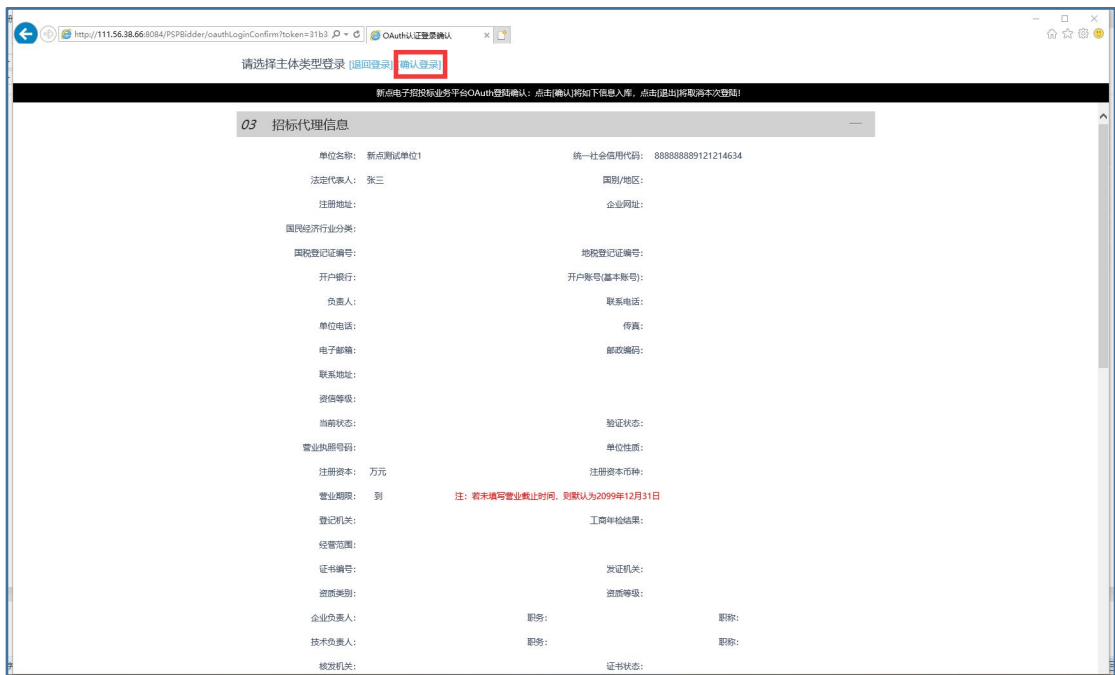 http://111.56.38.66:8084/PSPBidder/oauthLoginConfirm?token=31b3
OAuth认证登录确认
请选择主体类型登录 [退回登录] [确认登录]
新点电子招投标业务平台OAuth登陆确认：点击[确认]将如下信息入库，点击[退出]将取消本次登陆!
03 招标代理信息
单位名称： 新点测试单位1 统一社会信用代码： 888888889121214634
法定代表人： 张三 国别/地区：
注册地址： 企业网址：
国民经济行业分类：
国税登记证编号： 地税登记证编号：
开户银行： 开户账号(基本账号)：
负责人： 联系电话：
单位电话： 传真：
电子邮箱： 邮政编码：
联系地址：
资信等级：
当前状态： 验证状态：
营业执照号码： 单位性质：
注册资本： 万元 注册资本币种：
营业期限： 到 注：若未填写营业截止时间，则默认为2099年12月31日
登记机关： 工商年检结果：
经营范围：
证书编号： 发证机关：
资质类别： 资质等级：
企业负责人： 职务： 职称：
技术负责人： 职务： 职称：
核发机关： 证书状态：